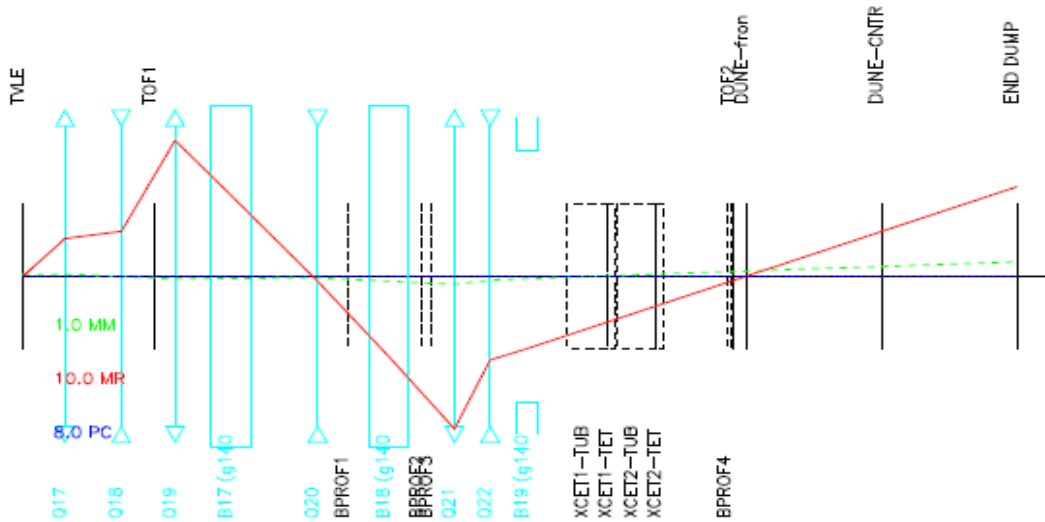 TVLE
TOF1
TOF2
DUNE-fron
DUNE-CNTR
END DUMP
1.0 MM
10.0 MR
8.0 PC
Q17
Q18
Q19
B17 (g140
Q20
BPROF1
B18 (g140
BPROF2
BPROF3
Q21
Q22
B19 (g140
XCET1-TUB
XCET1-TET
XCET2-TUB
XCET2-TET
BPROF4